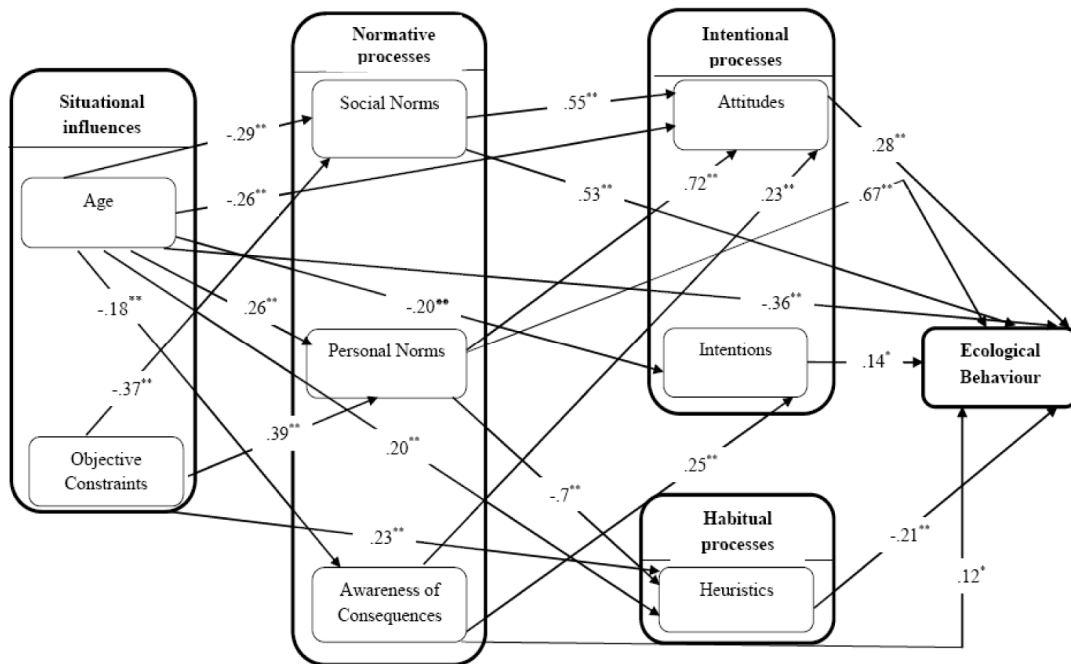 Situational
influences
Age
Objective
Constraints
Normative
processes
Social Norms
Personal Norms
Awareness of
Consequences
Intentional
processes
Attitudes
Intentions
Habitual
processes
Heuristics
Ecological
Behaviour
-.29**
-.26**
-.18**
.26**
-.20**
-.37**
.39**
.20**
.23**
.55**
.53**
.72**
.23**
.67**
.28**
-.36**
.14*
.25**
-.7**
-.21**
.12*